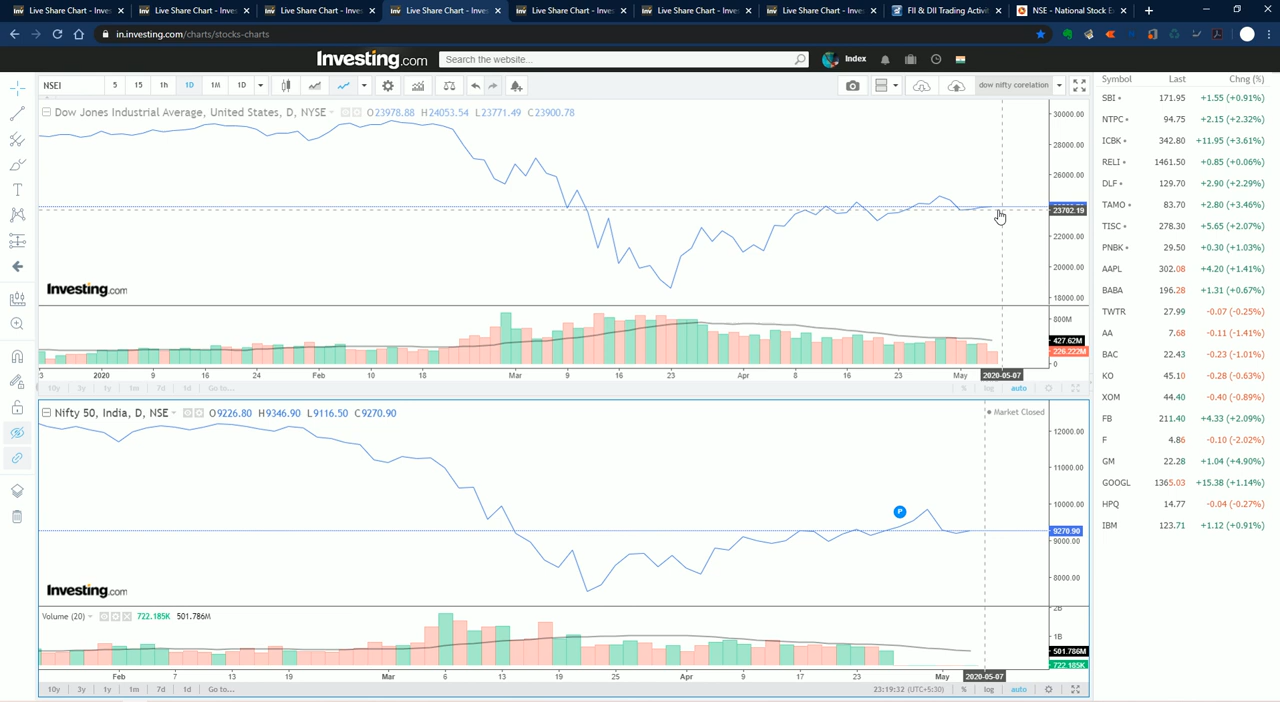 Live Share Chart - Inves
Live Share Chart - Inves
Live Share Chart - Inves
Live Share Chart - Inves
Live Share Chart - Inves
Live Share Chart - Inves
Live Share Chart - Inves
FII & DII Trading Activi
NSE - National Stock E
in.investing.com/charts/stocks-charts
Investing.com
Search the website...
Index
NSEI 5 15 1h 1D 1M 1D
dow nifty corelation
Dow Jones Industrial Average, United States, D, NYSE O23978.88 H24053.54 L23771.49 C23900.78
30000.00
28000.00
26000.00
23702.19
22000.00
20000.00
18000.00
Investing.com
800M
427.62M
226.222M
0
2020 9 16 24 Feb 10 18 Mar 9 16 23 Apr 8 16 23 May 2020-05-07
10y 3y 1y 1m 7d 1d Go to... % log auto
Nifty 50, India, D, NSE O9226.80 H9346.90 L9116.50 C9270.90
Market Closed
12000.00
11000.00
10000.00
P
9270.90
9000.00
8000.00
Investing.com
Volume (20) 722.185K 501.786M
2B
1B
501.786M
722.185K
Feb 7 13 19 Mar 6 13 19 25 Apr 9 17 23 May 2020-05-07
10y 3y 1y 1m 7d 1d Go to... 23:19:32 (UTC+5:30) % log auto
Symbol Last Chng (%)
SBI 171.95 +1.55 (+0.91%)
NTPC 94.75 +2.15 (+2.32%)
ICBK 342.80 +11.95 (+3.61%)
RELI 1461.50 +0.85 (+0.06%)
DLF 129.70 +2.90 (+2.29%)
TAMO 83.70 +2.80 (+3.46%)
TISC 278.30 +5.65 (+2.07%)
PNBK 29.50 +0.30 (+1.03%)
AAPL 302.08 +4.20 (+1.41%)
BABA 196.28 +1.31 (+0.67%)
TWTR 27.99 -0.07 (-0.25%)
AA 7.68 -0.11 (-1.41%)
BAC 22.43 -0.23 (-1.01%)
KO 45.10 -0.28 (-0.63%)
XOM 44.40 -0.40 (-0.89%)
FB 211.40 +4.33 (+2.09%)
F 4.86 -0.10 (-2.02%)
GM 22.28 +1.04 (+4.90%)
GOOGL 1365.03 +15.38 (+1.14%)
HPQ 14.77 -0.04 (-0.27%)
IBM 123.71 +1.12 (+0.91%)